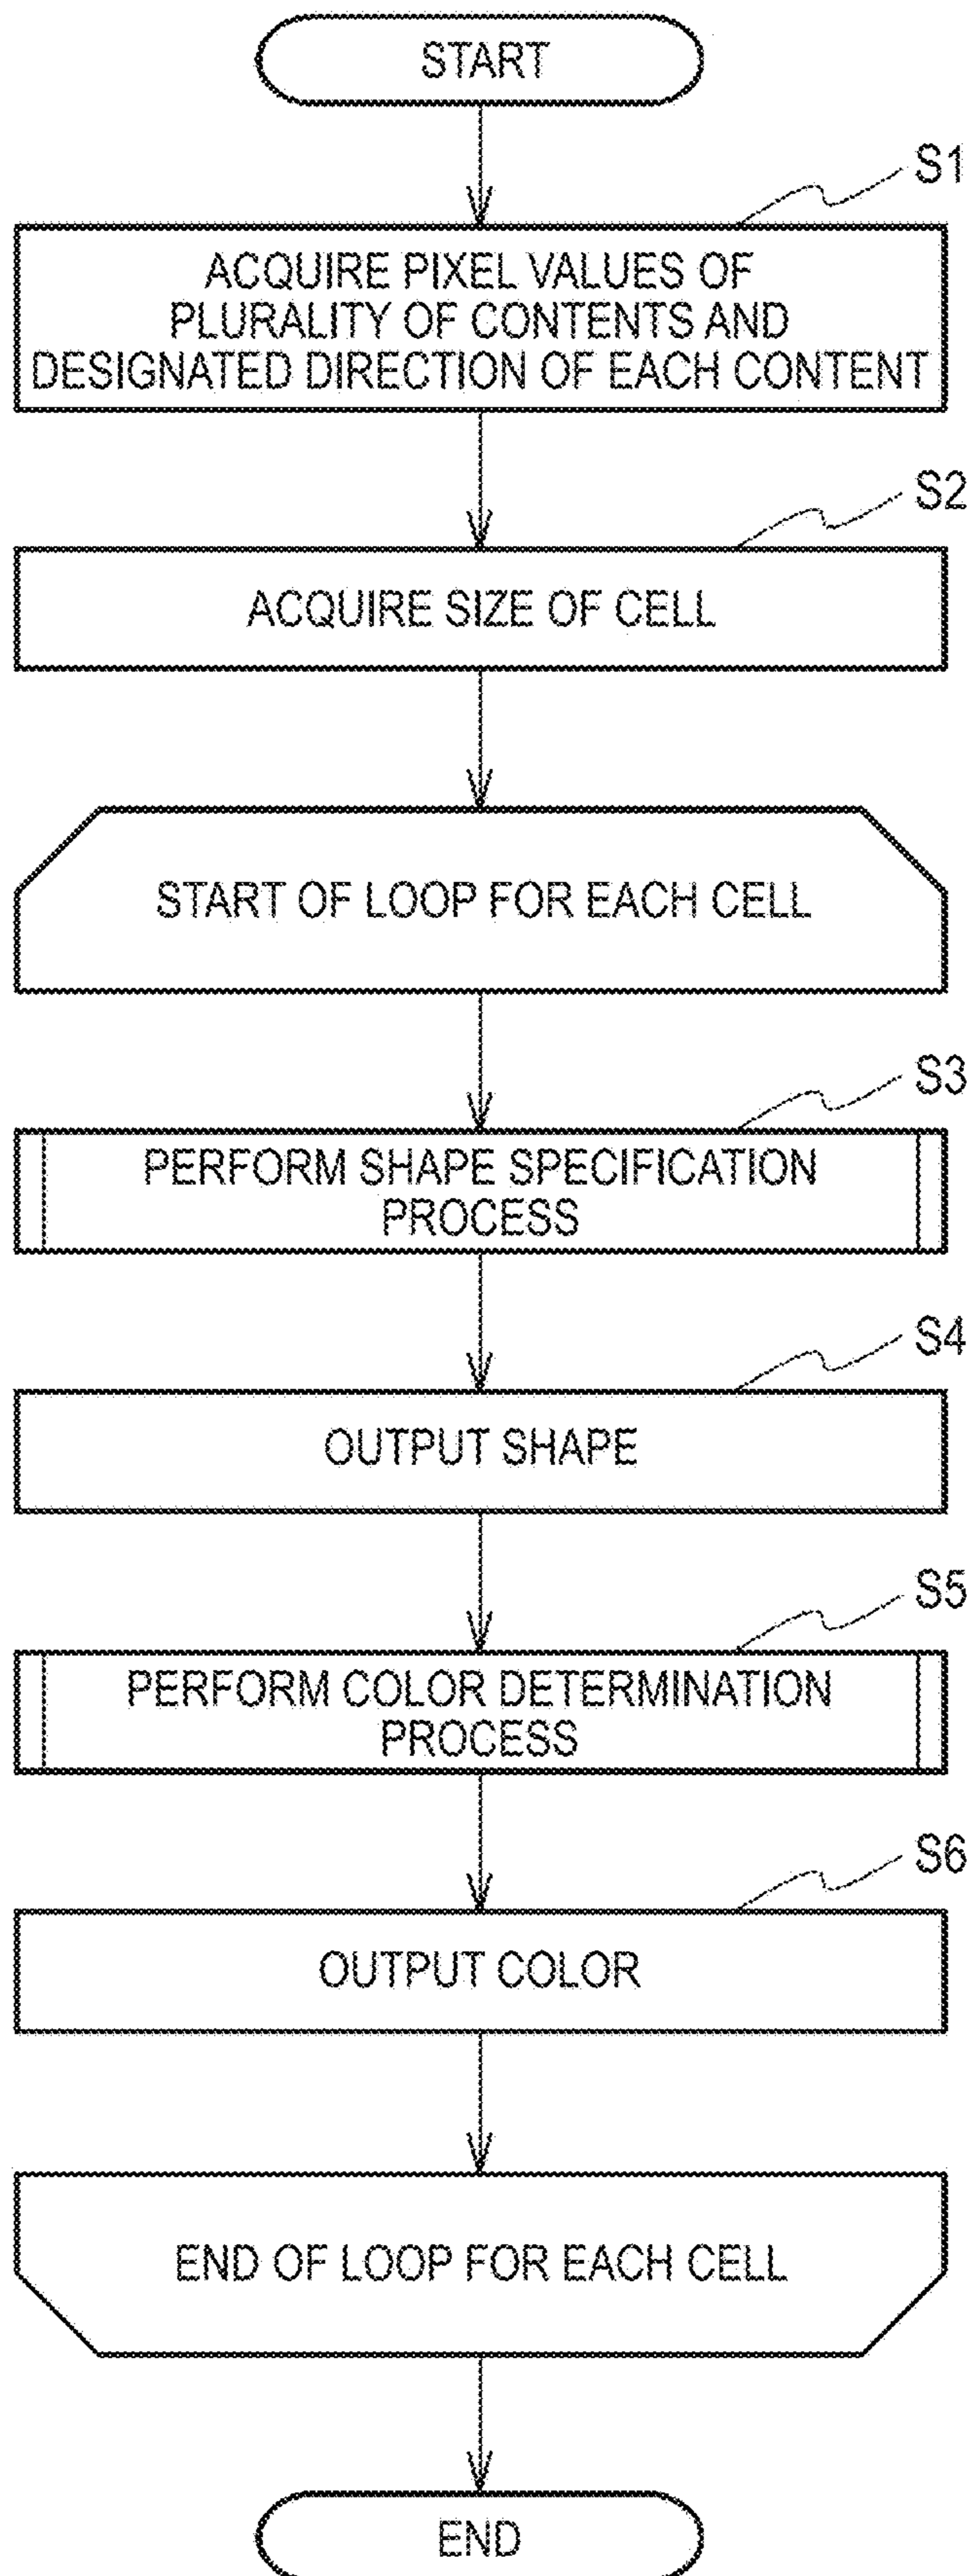 START
S1
ACQUIRE PIXEL VALUES OF
PLURALITY OF CONTENTS AND
DESIGNATED DIRECTION OF EACH CONTENT
S2
ACQUIRE SIZE OF CELL
START OF LOOP FOR EACH CELL
S3
PERFORM SHAPE SPECIFICATION
PROCESS
S4
OUTPUT SHAPE
S5
PERFORM COLOR DETERMINATION
PROCESS
S6
OUTPUT COLOR
END OF LOOP FOR EACH CELL
END